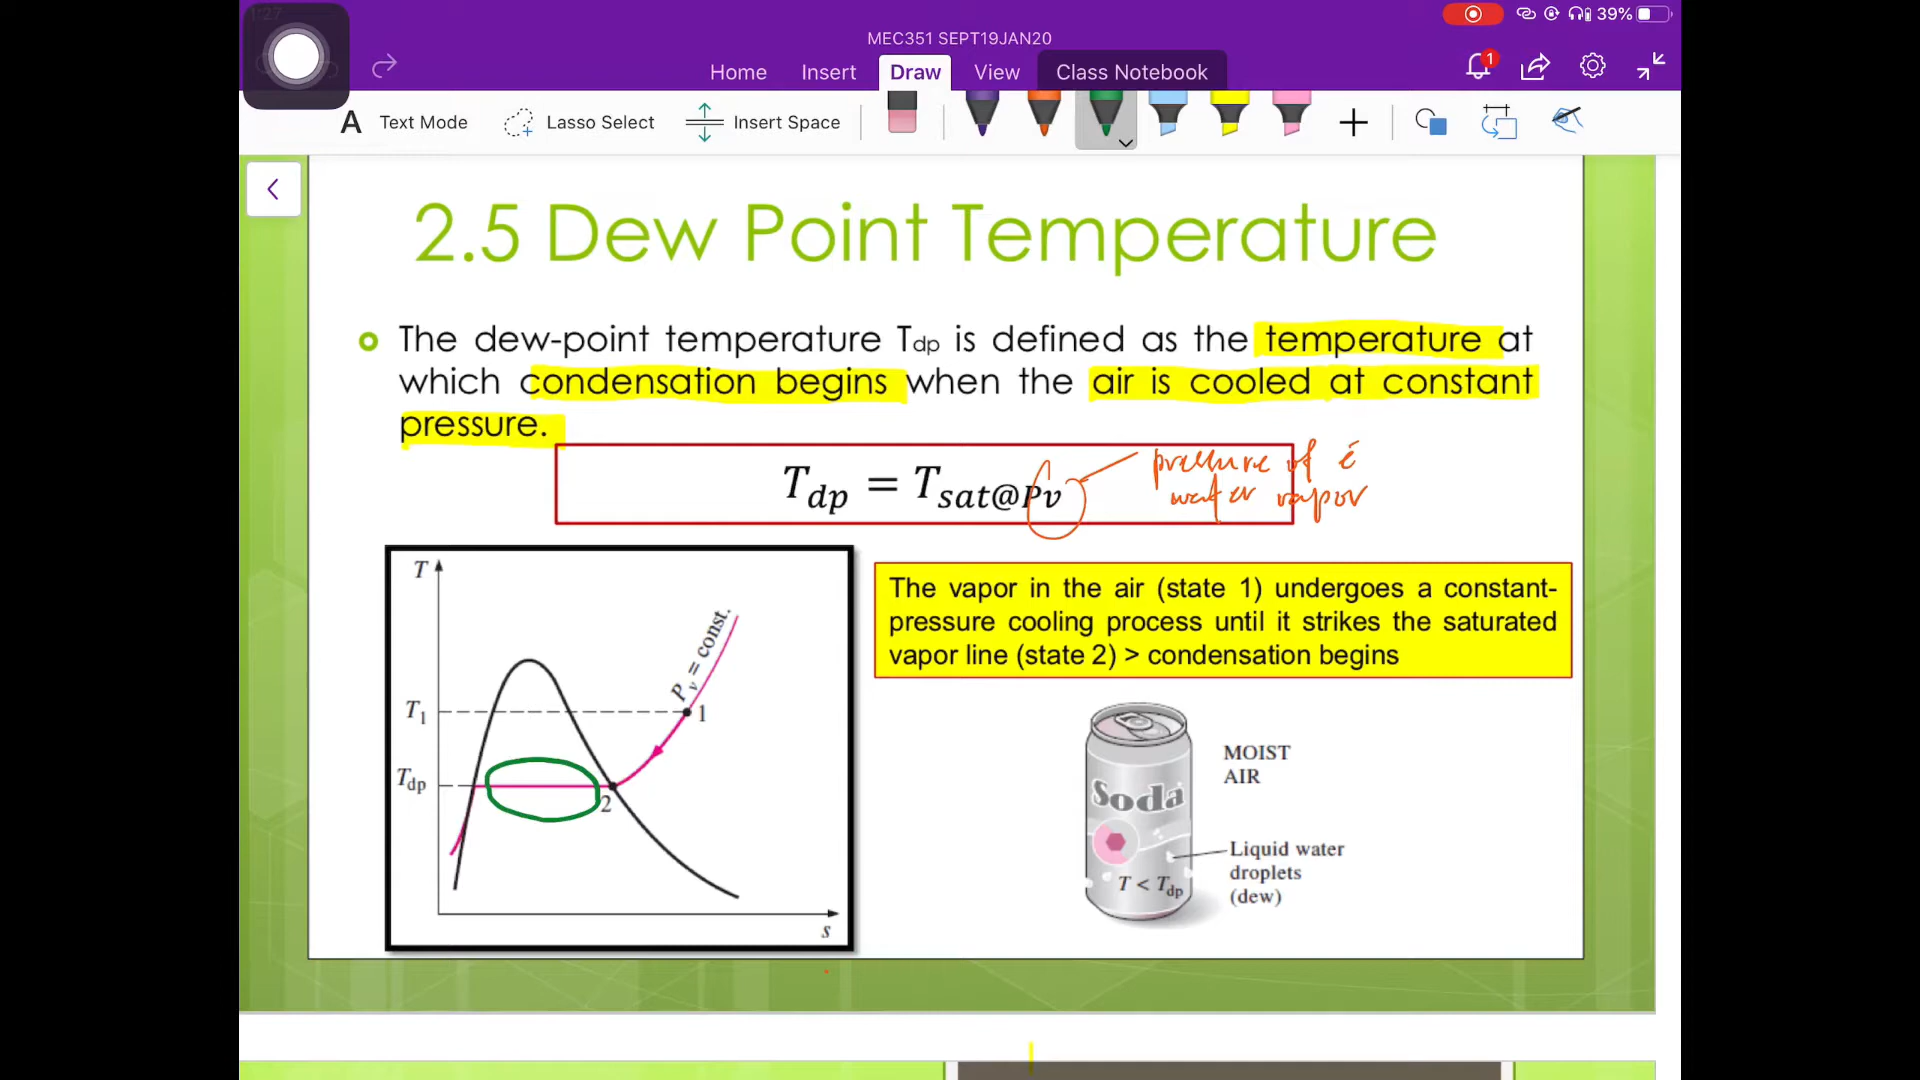 1:27
39%
MEC351 SEPT19JAN20
Home Insert Draw View Class Notebook
1
A Text Mode Lasso Select Insert Space
2.5 Dew Point Temperature
The dew-point temperature Tdp is defined as the temperature at
which condensation begins when the air is cooled at constant
pressure.
Tdp = Tsat@Pv
pressure of
water vapor
T
Pv = const.
T1
1
Tdp
2
s
The vapor in the air (state 1) undergoes a constant-
pressure cooling process until it strikes the saturated
vapor line (state 2) > condensation begins
MOIST
AIR
Soda
Liquid water
droplets
(dew)
T < Tdp